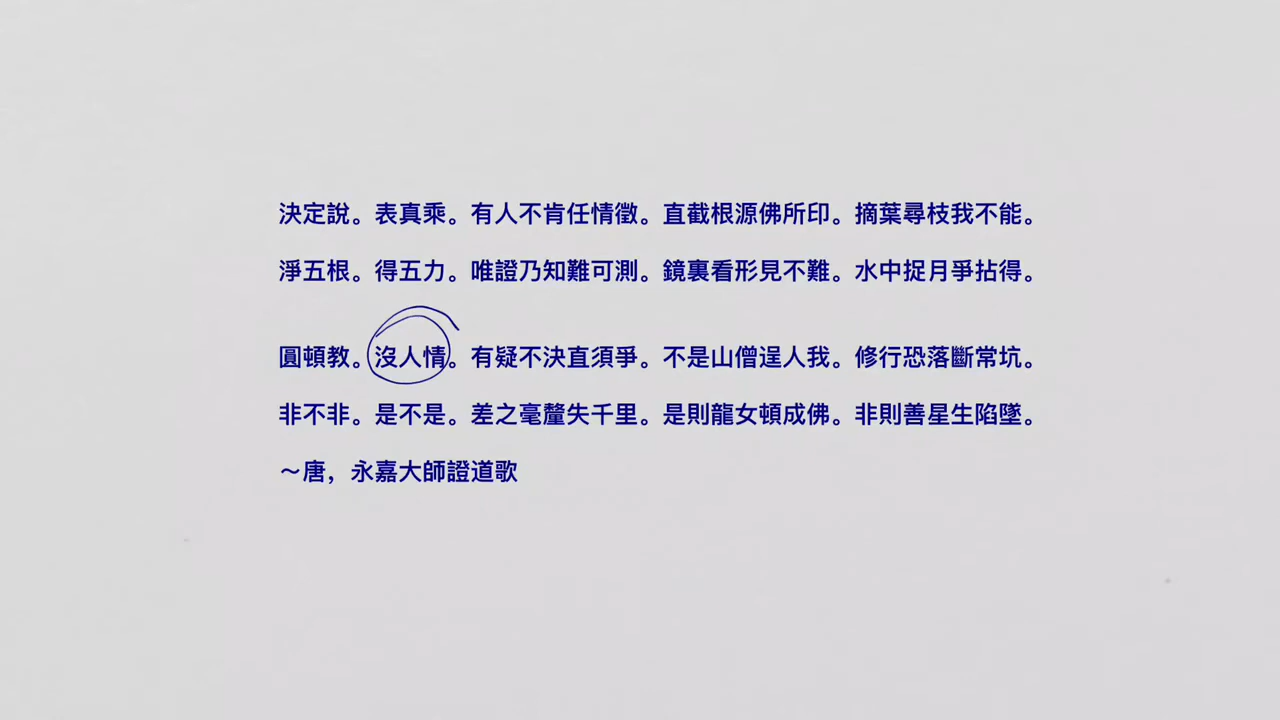 決定說。表真乘。有人不肯任情徵。直截根源佛所印。摘葉尋枝我不能。
淨五根。得五力。唯證乃知難可測。鏡裏看形見不難。水中捉月爭拈得。
圓頓教。沒人情。有疑不決直須爭。不是山僧逞人我。修行恐落斷常坑。
非不非。是不是。差之毫釐失千里。是則龍女頓成佛。非則善星生陷墜。
～唐，永嘉大師證道歌